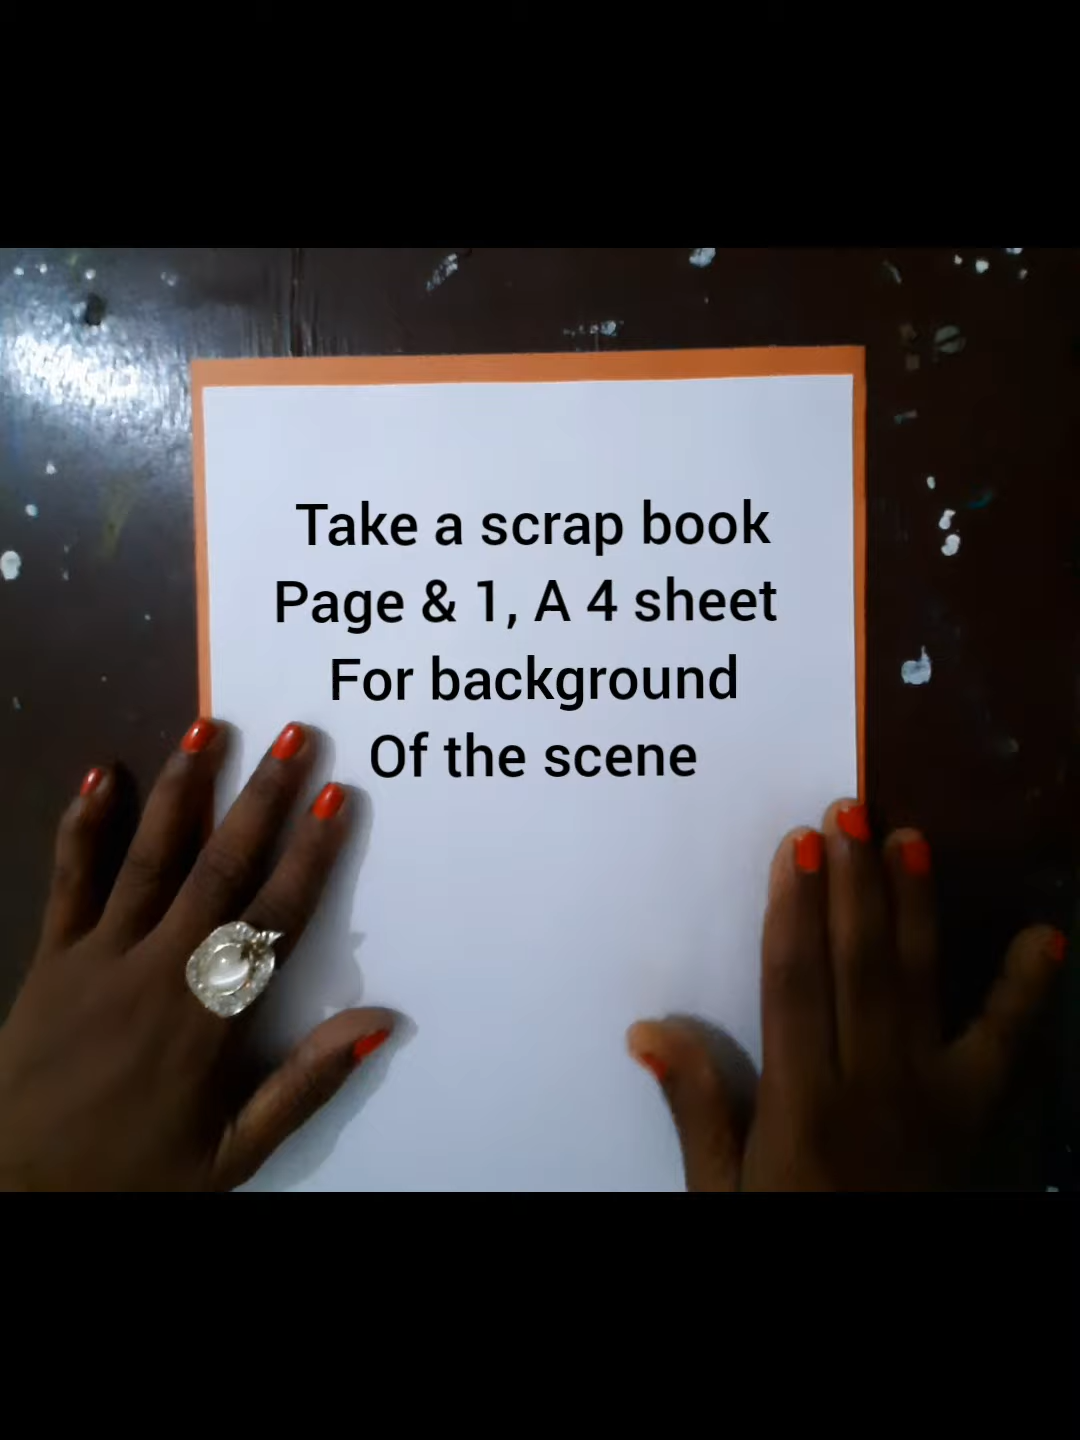 Take a scrap book
Page & 1, A 4 sheet
For background
Of the scene